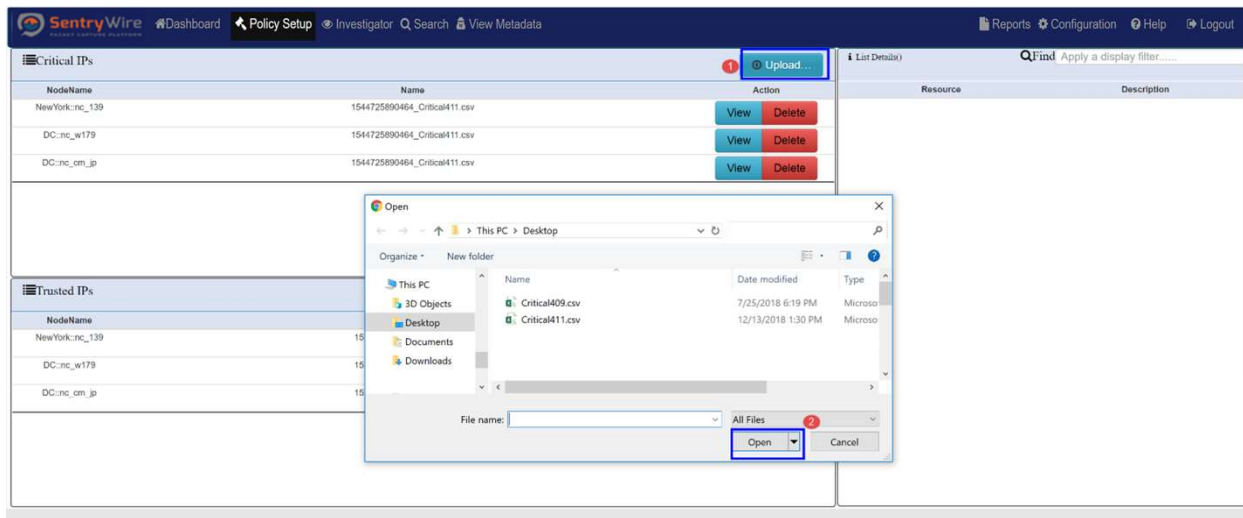 SentryWire Dashboard Policy Setup Investigator Search View Metadata Reports Configuration Help Logout
PACKET CAPTURE PLATFORM
Critical IPs
1 Upload...
List Details()
Find Apply a display filter......
NodeName Name Action
Resource Description
NewYork::nc_139 1544725890464_Critical411.csv View Delete
DC::nc_w179 1544725890464_Critical411.csv View Delete
DC::nc_cm_jp 1544725890464_Critical411.csv View Delete
Open
This PC > Desktop
Organize New folder
Name Date modified Type
This PC
3D Objects
Desktop
Documents
Downloads
Critical409.csv 7/25/2018 6:19 PM Microso
Critical411.csv 12/13/2018 1:30 PM Microso
File name: All Files
2
Open Cancel
Trusted IPs
NodeName
NewYork::nc_139 15
DC::nc_w179 15
DC::nc_cm_jp 15